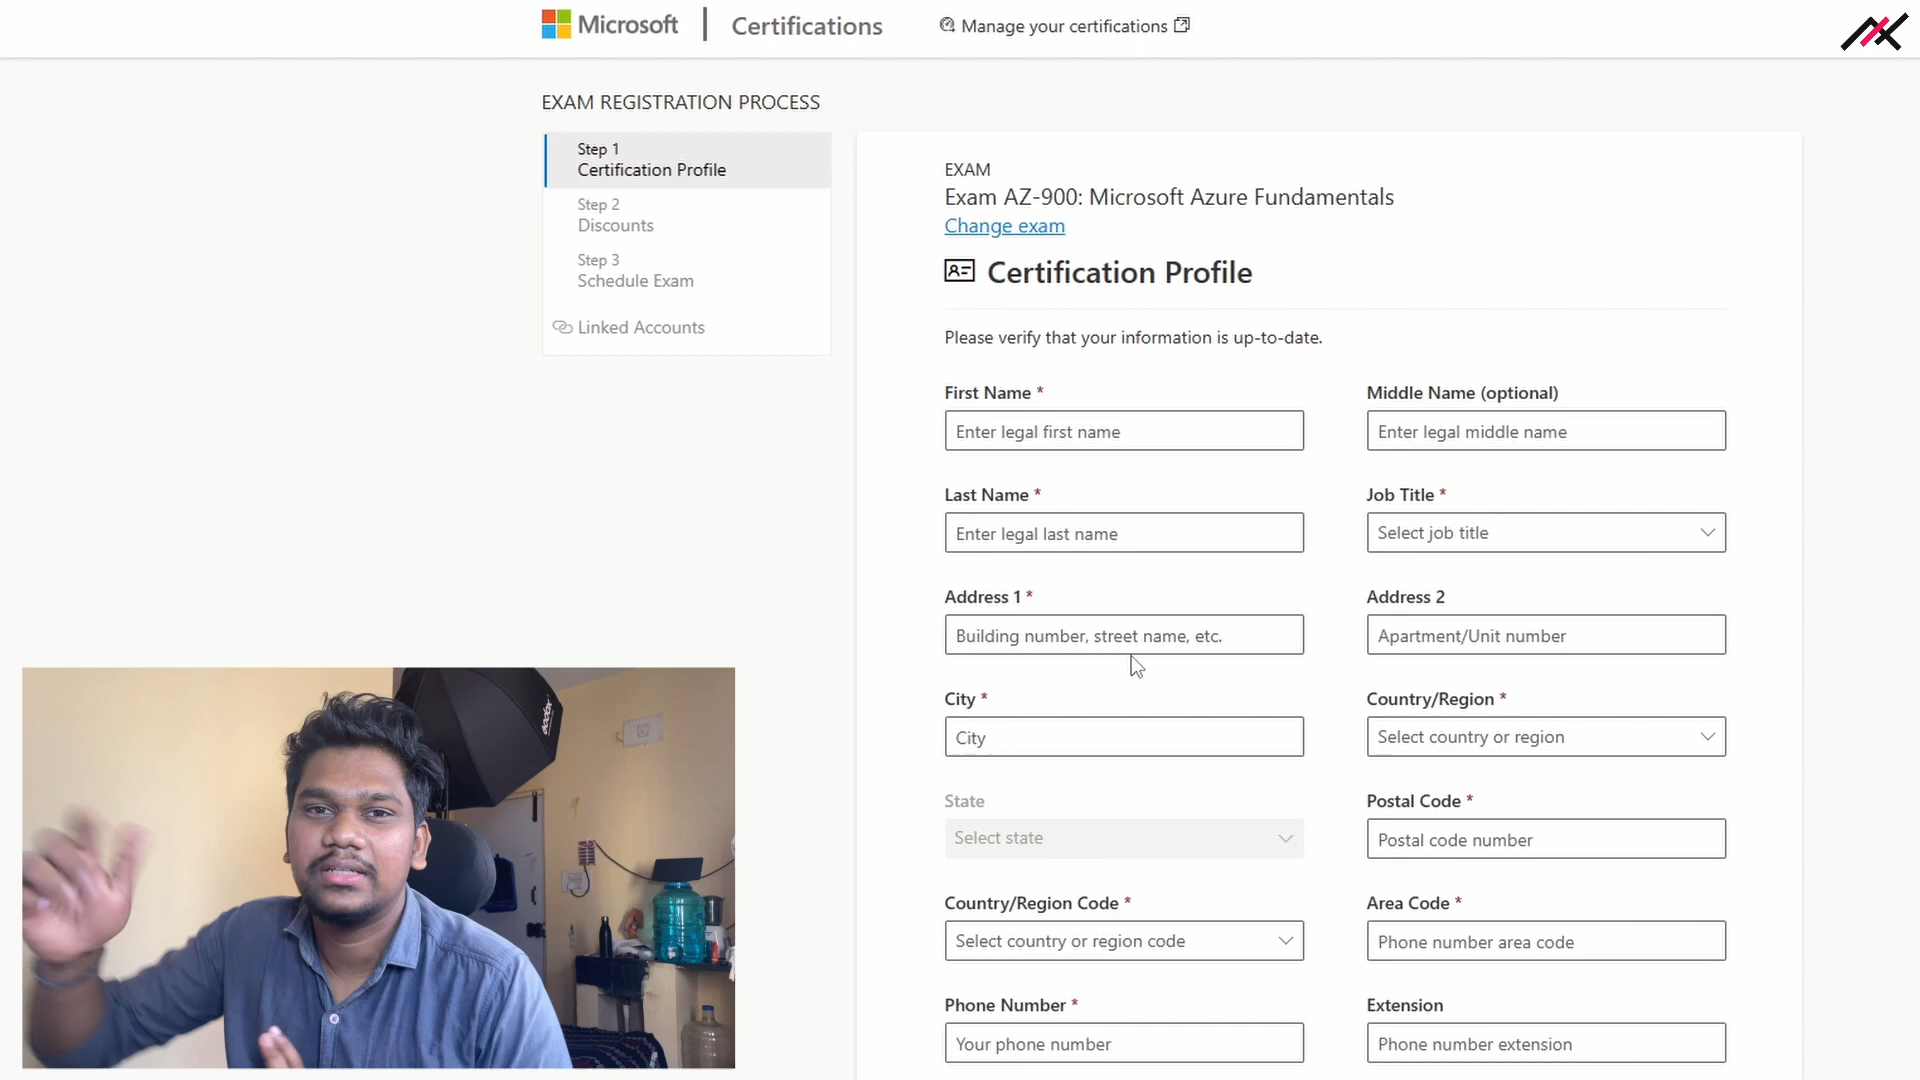 Microsoft | Certifications
Manage your certifications
EXAM REGISTRATION PROCESS
Step 1
Certification Profile
Step 2
Discounts
Step 3
Schedule Exam
Linked Accounts
EXAM
Exam AZ-900: Microsoft Azure Fundamentals
Change exam
Certification Profile
Please verify that your information is up-to-date.
First Name *
Enter legal first name
Middle Name (optional)
Enter legal middle name
Last Name *
Enter legal last name
Job Title *
Select job title
Address 1 *
Building number, street name, etc.
Address 2
Apartment/Unit number
City *
City
Country/Region *
Select country or region
State
Select state
Postal Code *
Postal code number
Country/Region Code *
Select country or region code
Area Code *
Phone number area code
Phone Number *
Your phone number
Extension
Phone number extension
Godox